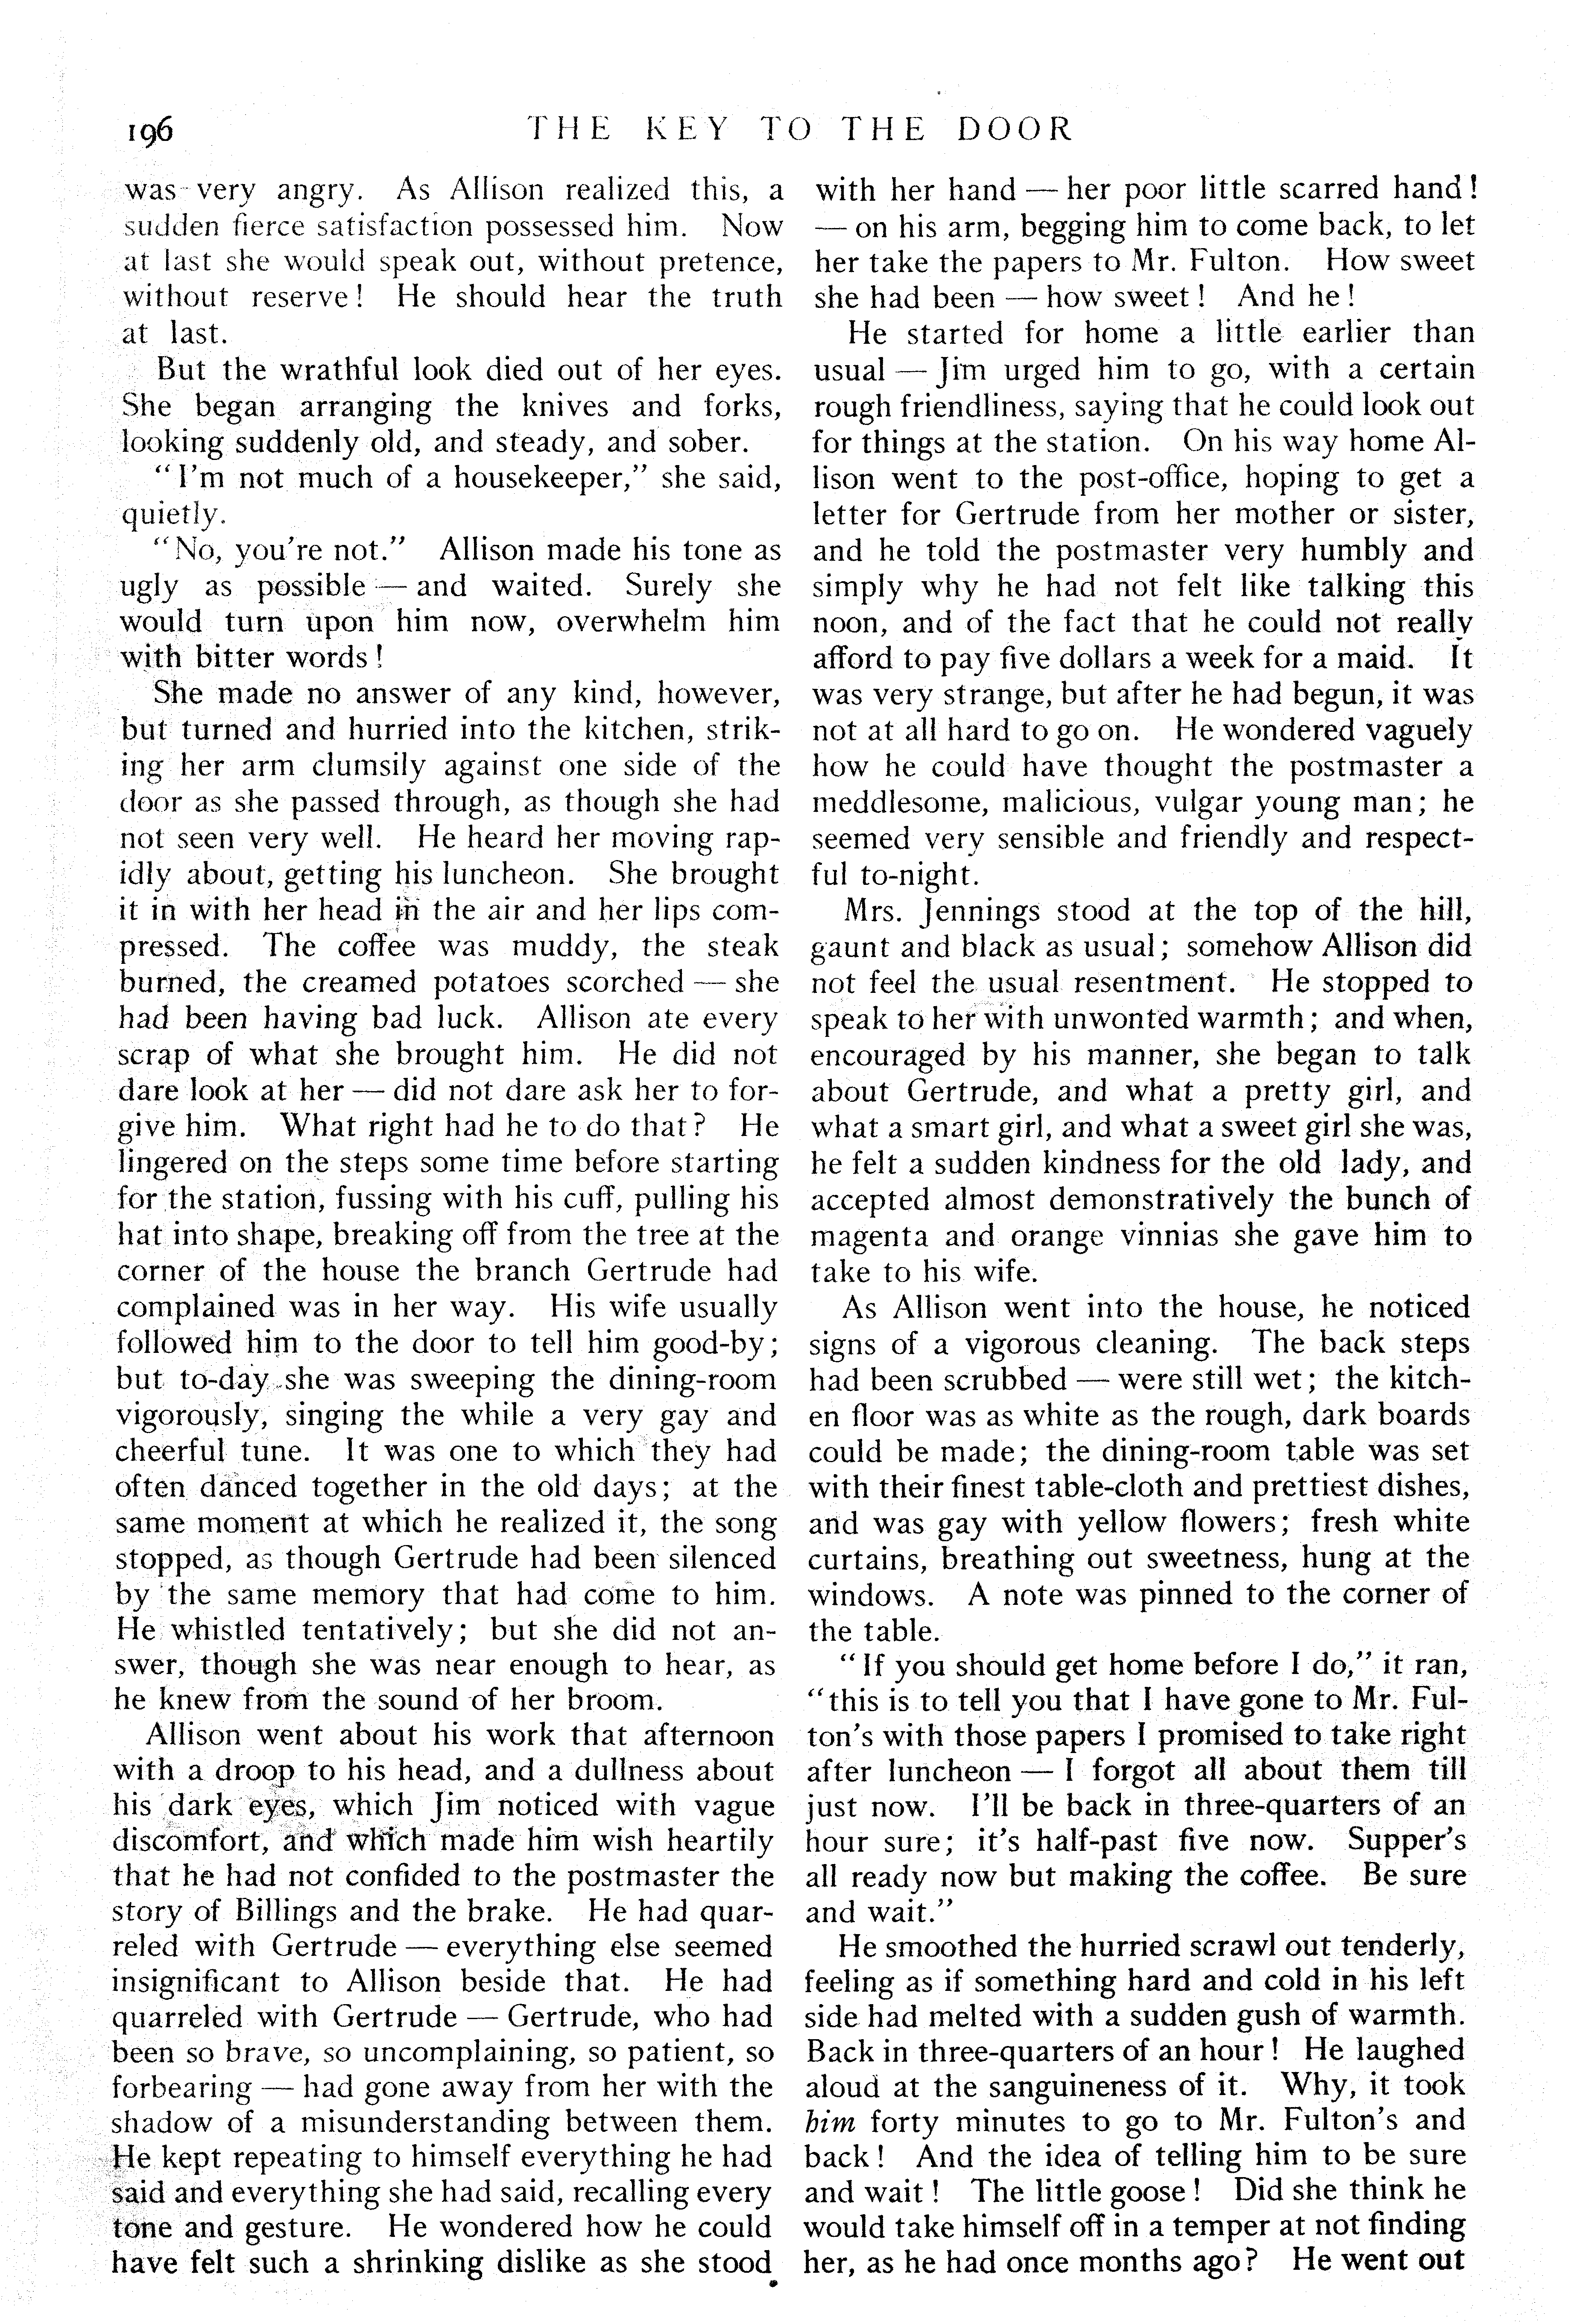 196
THE KEY TO THE DOOR
was very angry. As Allison realized this, a
sudden fierce satisfaction possessed him. Now
at last she would speak out, without pretence,
without reserve! He should hear the truth
at last.
But the wrathful look died out of her eyes.
She began arranging the knives and forks,
looking suddenly old, and steady, and sober.
"I'm not much of a housekeeper," she said,
quietly.
"No, you're not." Allison made his tone as
ugly as possible — and waited. Surely she
would turn upon him now, overwhelm him
with bitter words!
She made no answer of any kind, however,
but turned and hurried into the kitchen, strik-
ing her arm clumsily against one side of the
door as she passed through, as though she had
not seen very well. He heard her moving rap-
idly about, getting his luncheon. She brought
it in with her head in the air and her lips com-
pressed. The coffee was muddy, the steak
burned, the creamed potatoes scorched — she
had been having bad luck. Allison ate every
scrap of what she brought him. He did not
dare look at her — did not dare ask her to for-
give him. What right had he to do that? He
lingered on the steps some time before starting
for the station, fussing with his cuff, pulling his
hat into shape, breaking off from the tree at the
corner of the house the branch Gertrude had
complained was in her way. His wife usually
followed him to the door to tell him good-by;
but to-day she was sweeping the dining-room
vigorously, singing the while a very gay and
cheerful tune. It was one to which they had
often danced together in the old days; at the
same moment at which he realized it, the song
stopped, as though Gertrude had been silenced
by the same memory that had come to him.
He whistled tentatively; but she did not an-
swer, though she was near enough to hear, as
he knew from the sound of her broom.
Allison went about his work that afternoon
with a droop to his head, and a dullness about
his dark eyes, which Jim noticed with vague
discomfort, and which made him wish heartily
that he had not confided to the postmaster the
story of Billings and the brake. He had quar-
reled with Gertrude — everything else seemed
insignificant to Allison beside that. He had
quarreled with Gertrude — Gertrude, who had
been so brave, so uncomplaining, so patient, so
forbearing — had gone away from her with the
shadow of a misunderstanding between them.
He kept repeating to himself everything he had
said and everything she had said, recalling every
tone and gesture. He wondered how he could
have felt such a shrinking dislike as she stood
with her hand — her poor little scarred hand!
— on his arm, begging him to come back, to let
her take the papers to Mr. Fulton. How sweet
she had been — how sweet! And he!
He started for home a little earlier than
usual — Jim urged him to go, with a certain
rough friendliness, saying that he could look out
for things at the station. On his way home Al-
lison went to the post-office, hoping to get a
letter for Gertrude from her mother or sister,
and he told the postmaster very humbly and
simply why he had not felt like talking this
noon, and of the fact that he could not really
afford to pay five dollars a week for a maid. It
was very strange, but after he had begun, it was
not at all hard to go on. He wondered vaguely
how he could have thought the postmaster a
meddlesome, malicious, vulgar young man; he
seemed very sensible and friendly and respect-
ful to-night.
Mrs. Jennings stood at the top of the hill,
gaunt and black as usual; somehow Allison did
not feel the usual resentment. He stopped to
speak to her with unwonted warmth; and when,
encouraged by his manner, she began to talk
about Gertrude, and what a pretty girl, and
what a smart girl, and what a sweet girl she was,
he felt a sudden kindness for the old lady, and
accepted almost demonstratively the bunch of
magenta and orange vinnias she gave him to
take to his wife.
As Allison went into the house, he noticed
signs of a vigorous cleaning. The back steps
had been scrubbed — were still wet; the kitch-
en floor was as white as the rough, dark boards
could be made; the dining-room table was set
with their finest table-cloth and prettiest dishes,
and was gay with yellow flowers; fresh white
curtains, breathing out sweetness, hung at the
windows. A note was pinned to the corner of
the table.
"If you should get home before I do," it ran,
"this is to tell you that I have gone to Mr. Ful-
ton's with those papers I promised to take right
after luncheon — I forgot all about them till
just now. I'll be back in three-quarters of an
hour sure; it's half-past five now. Supper's
all ready now but making the coffee. Be sure
and wait."
He smoothed the hurried scrawl out tenderly,
feeling as if something hard and cold in his left
side had melted with a sudden gush of warmth.
Back in three-quarters of an hour! He laughed
aloud at the sanguineness of it. Why, it took
him forty minutes to go to Mr. Fulton's and
back! And the idea of telling him to be sure
and wait! The little goose! Did she think he
would take himself off in a temper at not finding
her, as he had once months ago? He went out